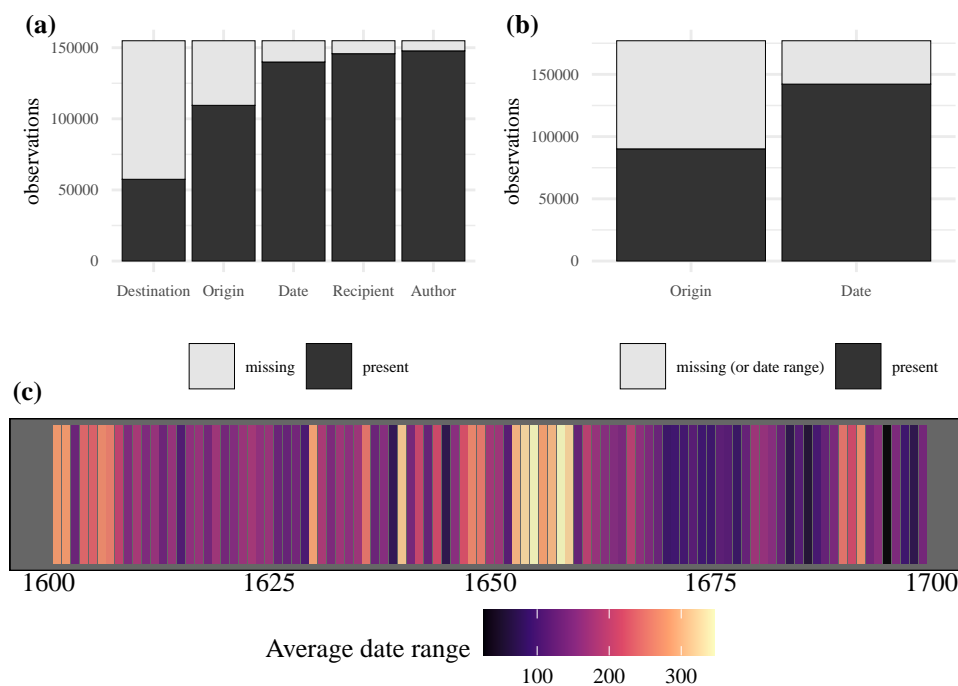 (a)
(b)
observations
150000
100000
50000
0
Destination Origin Date Recipient Author
missing present
observations
150000
100000
50000
0
Origin Date
missing (or date range) present
(c)
1600 1625 1650 1675 1700
Average date range
100 200 300